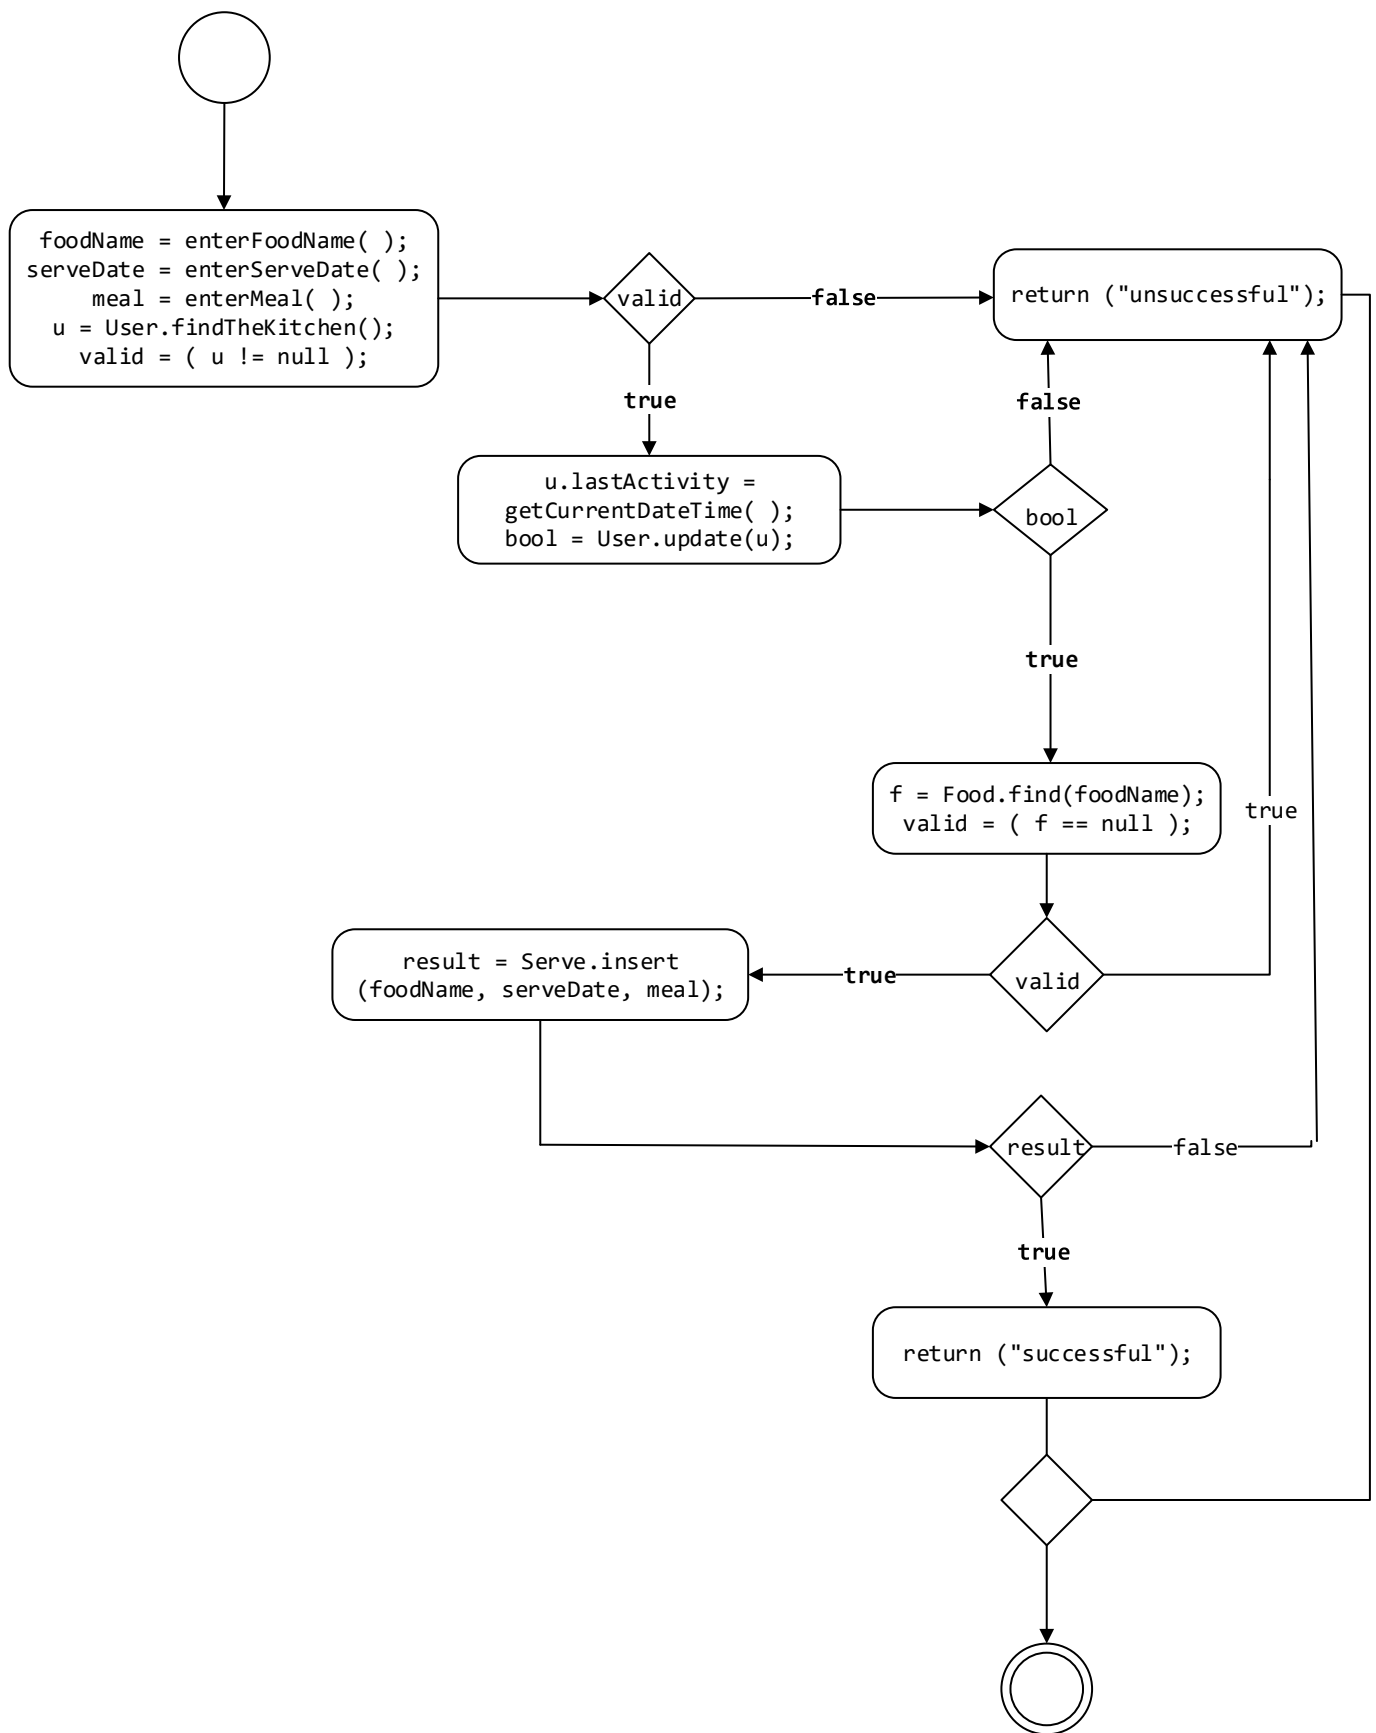 foodName = enterFoodName( );
serveDate = enterServeDate( );
meal = enterMeal( );
u = User.findTheKitchen();
valid = ( u != null );
valid
false
return ("unsuccessful");
true
false
u.lastActivity =
getCurrentDateTime( );
bool = User.update(u);
bool
true
f = Food.find(foodName);
valid = ( f == null );
true
result = Serve.insert
(foodName, serveDate, meal);
true
valid
result
false
true
return ("successful");